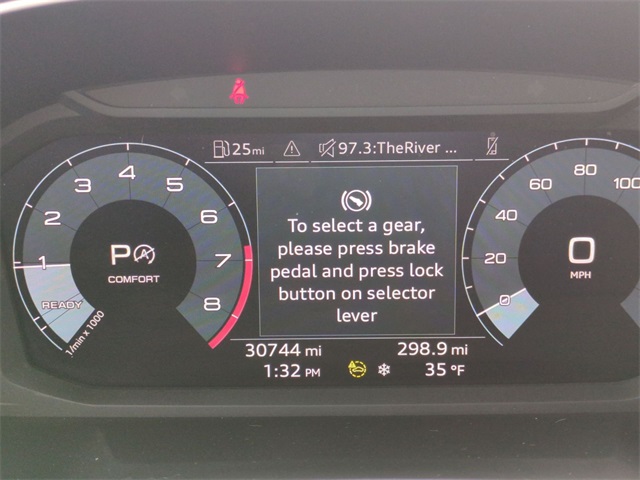 25mi
97.3:TheRiver ...
To select a gear,
please press brake
pedal and press lock
button on selector
lever
1
2
3
4
5
6
7
8
P A
COMFORT
READY
1/min x 1000
0
20
40
60
80
100
0
MPH
30744 mi
298.9 mi
1:32 PM
35 °F